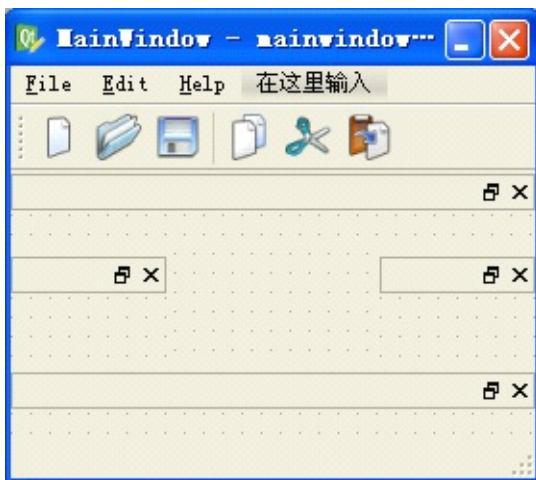 MainWindow - mainwindow...
File Edit Help 在这里输入